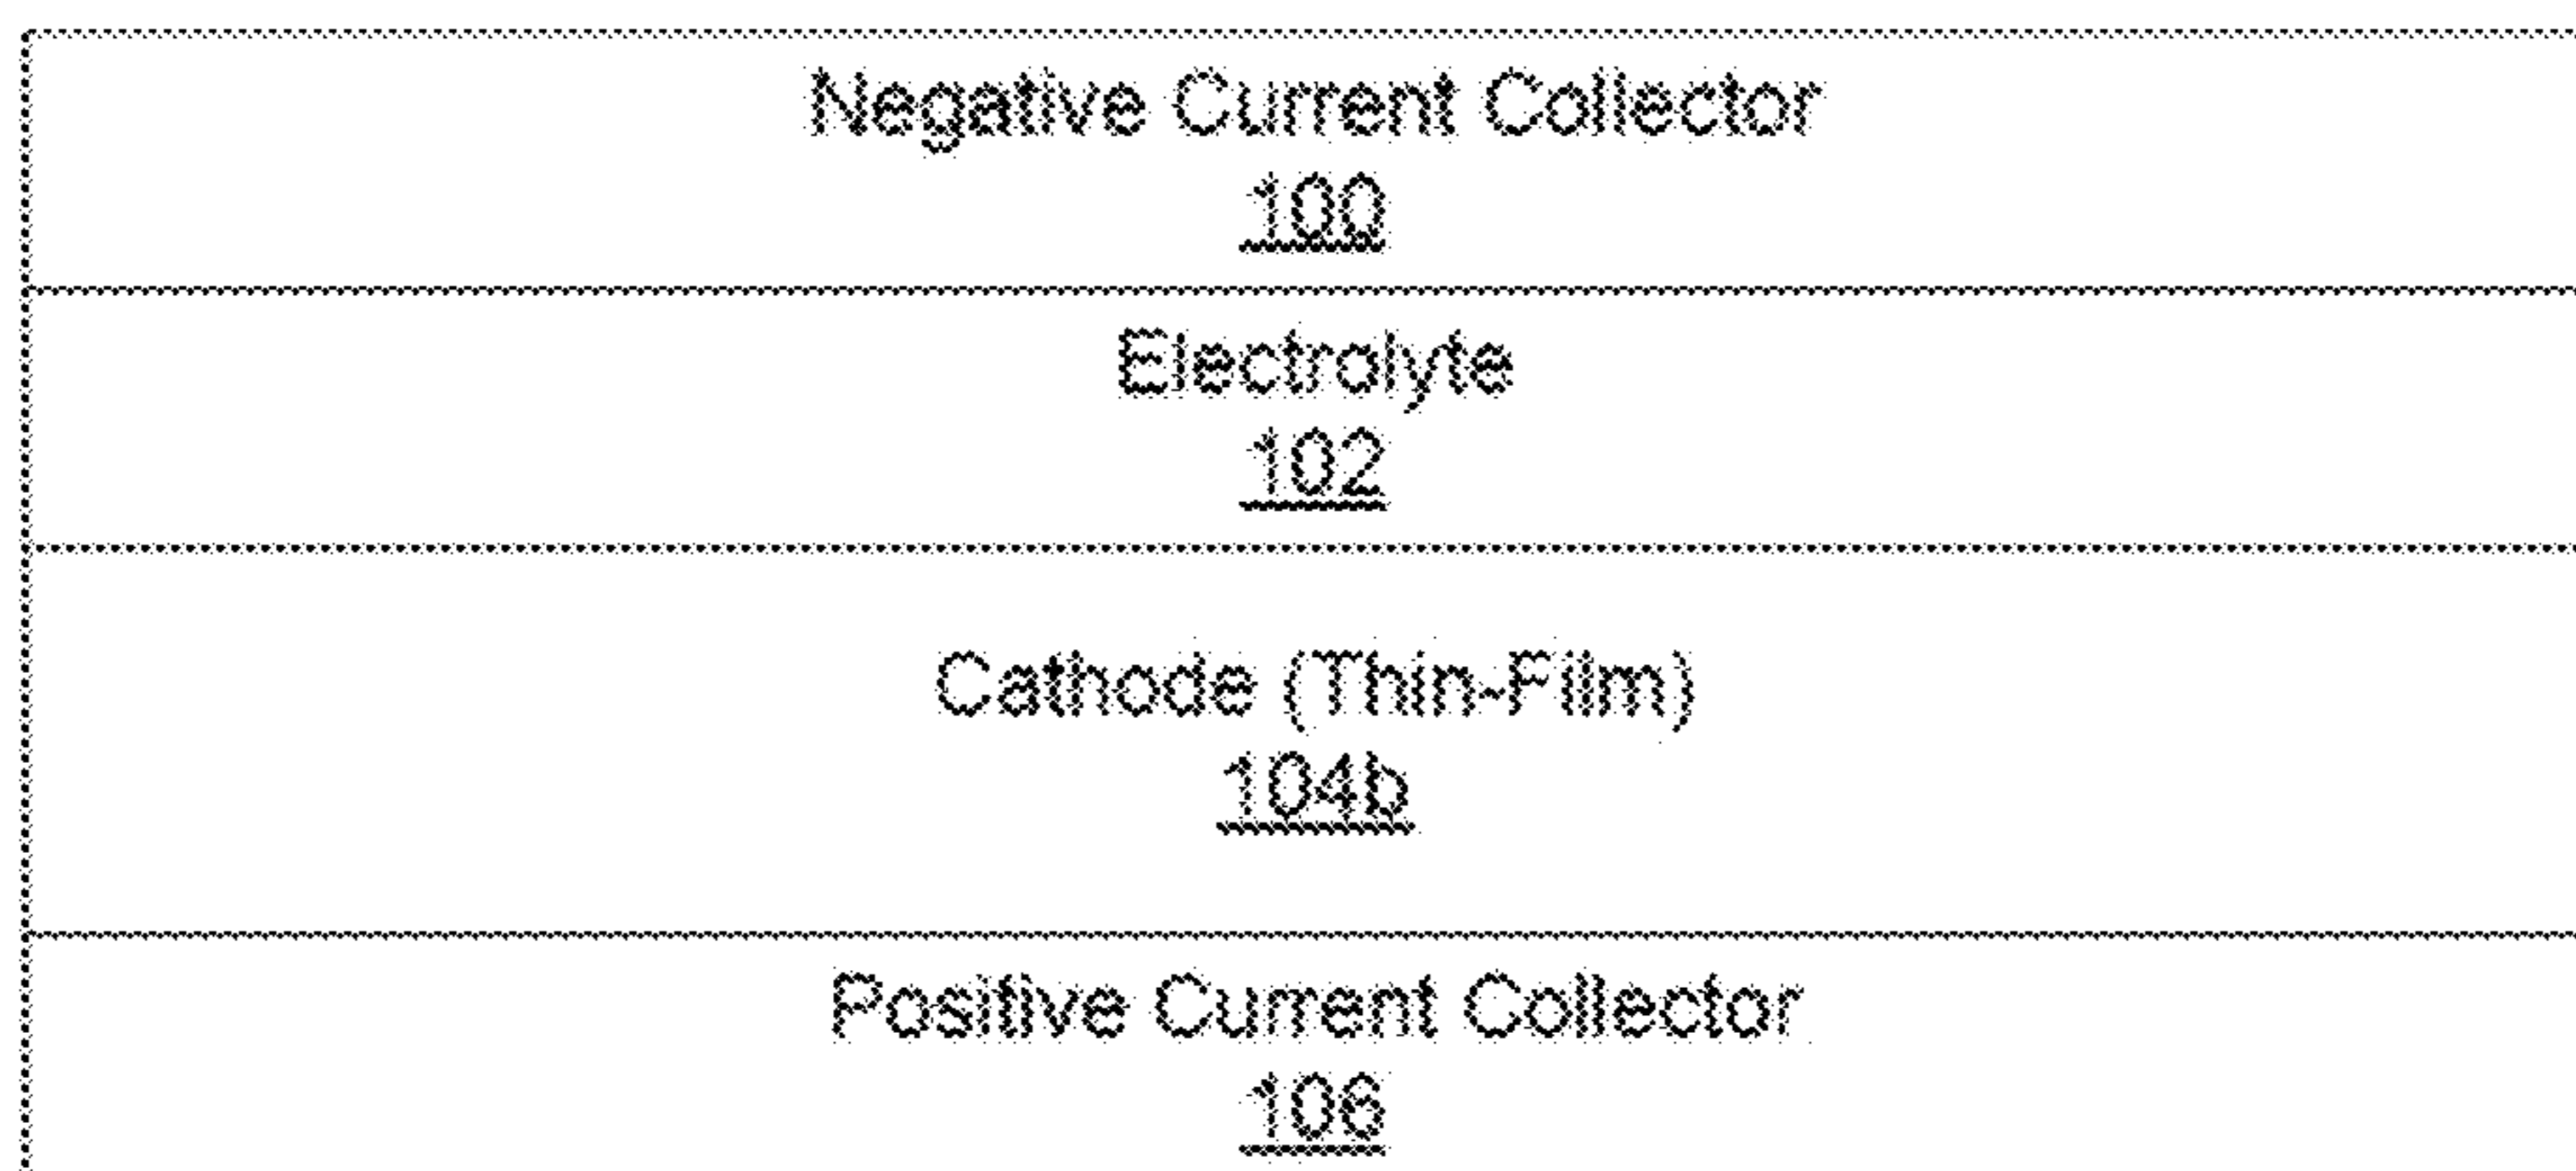 Negative Current Collector
100
Electrolyte
102
Cathode (Thin-Film)
104b
Positive Current Collector
106